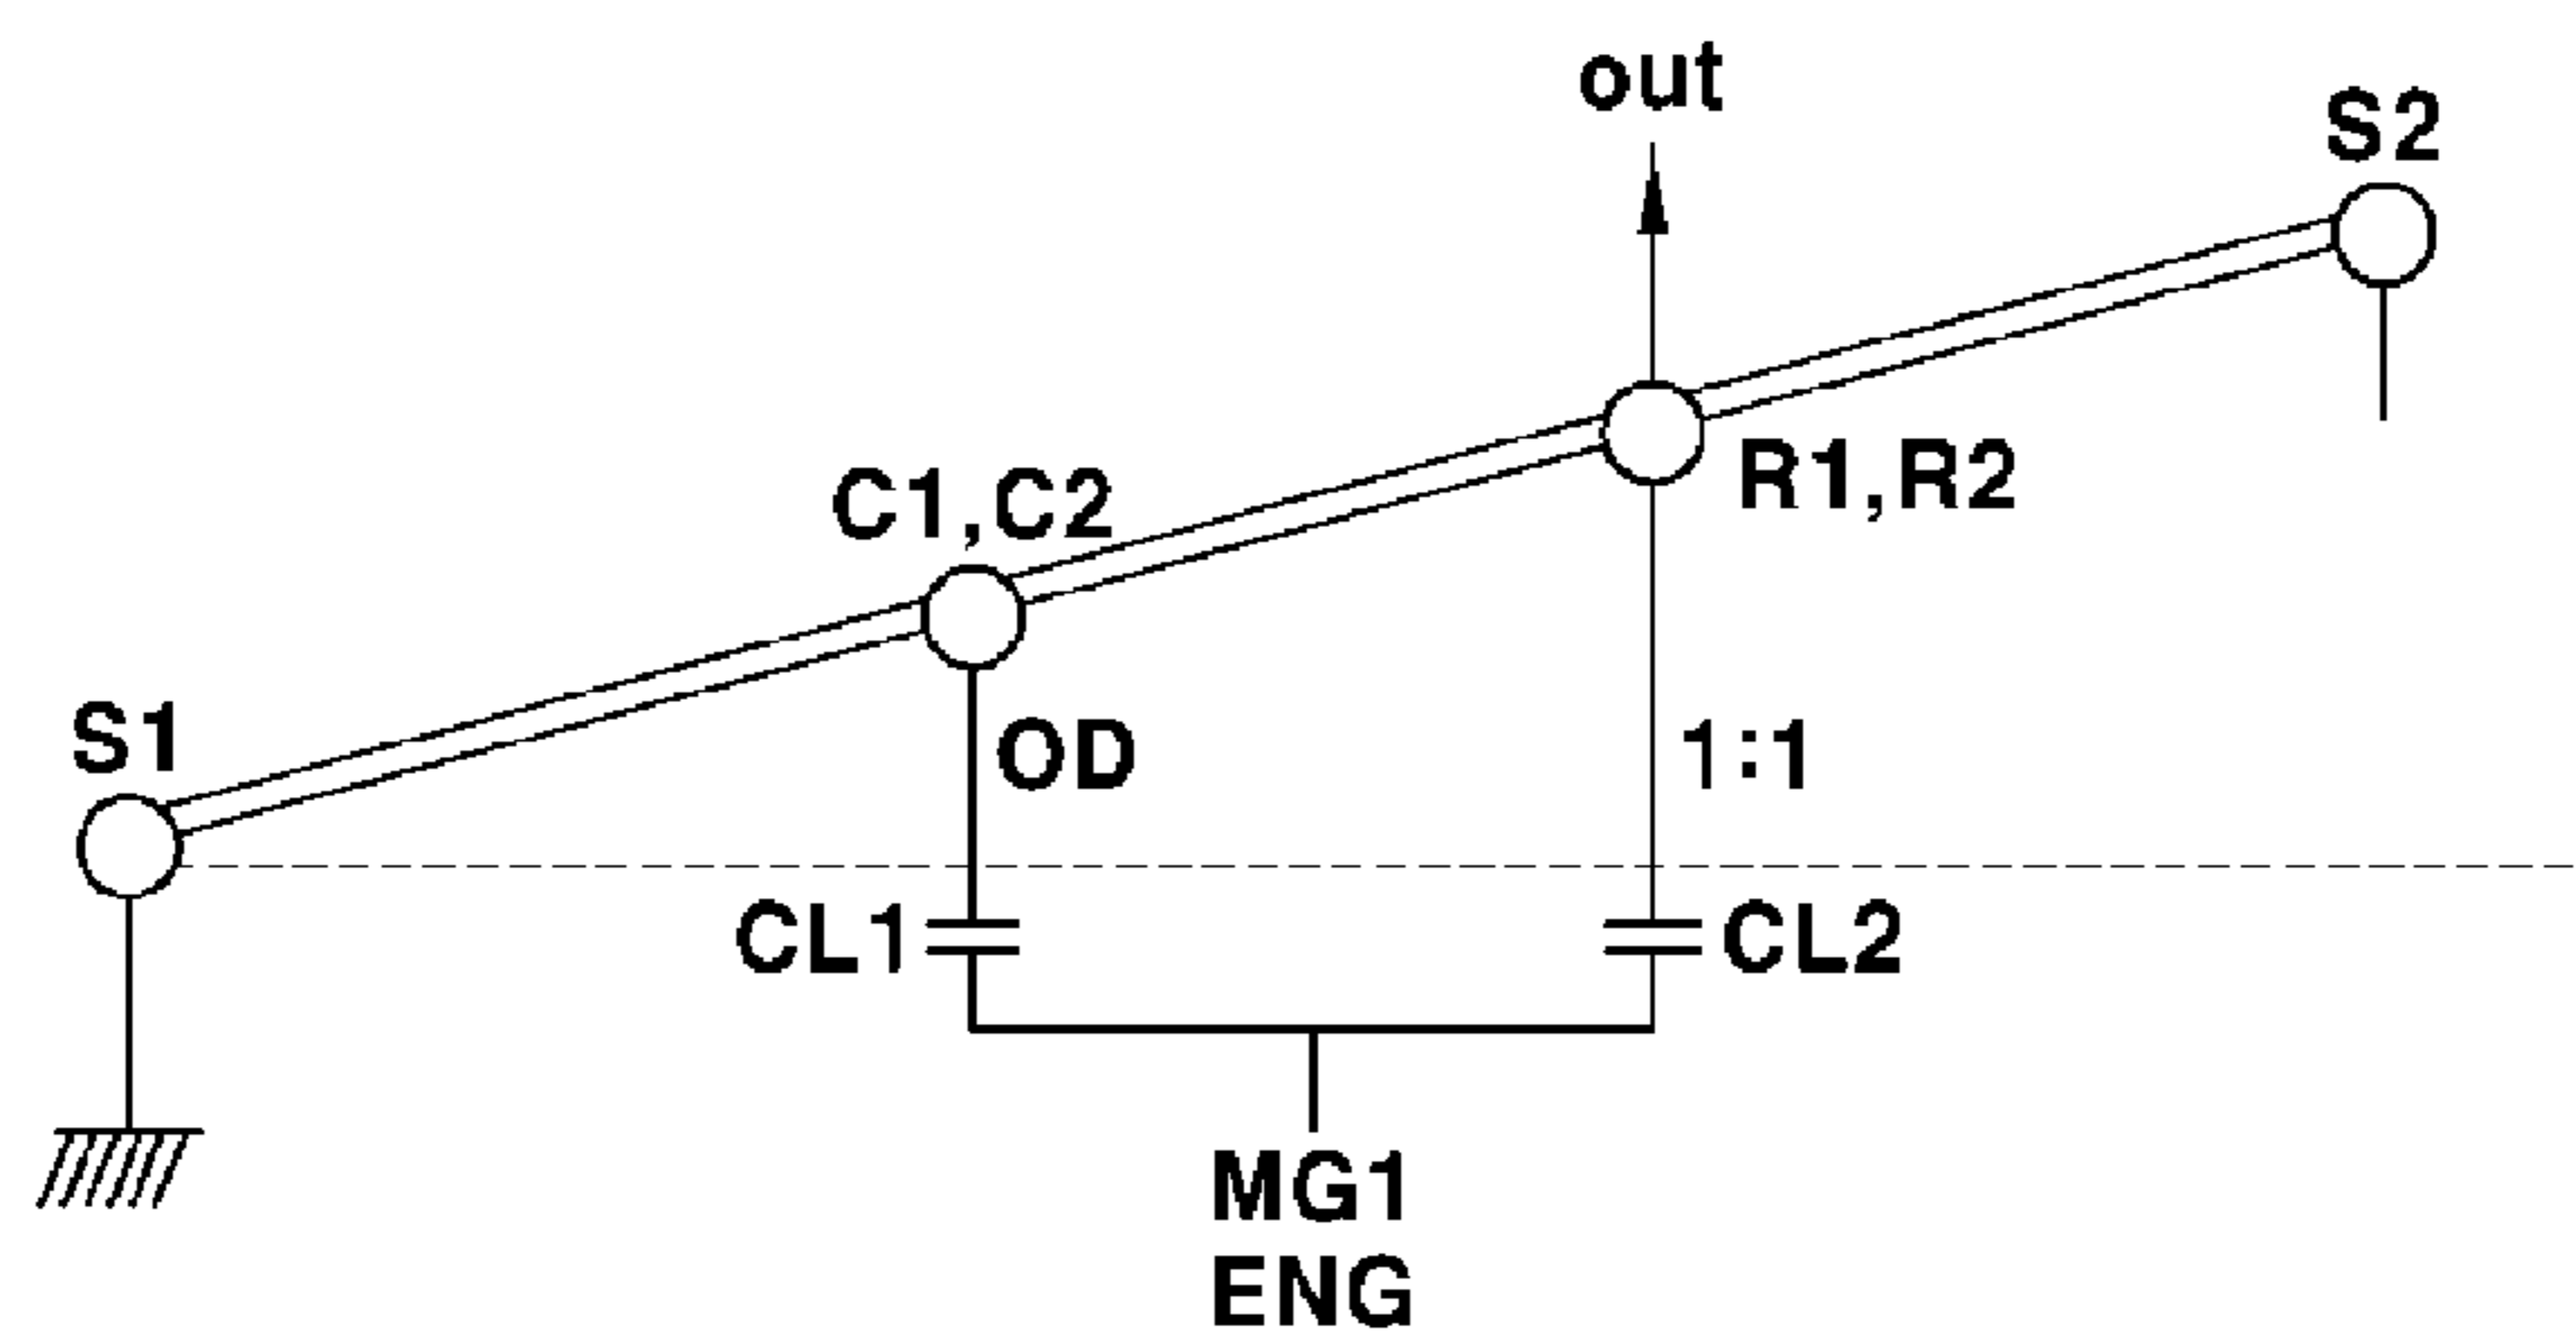 out
S2
C1,C2
R1,R2
S1
OD
1:1
CL1
CL2
MG1
ENG